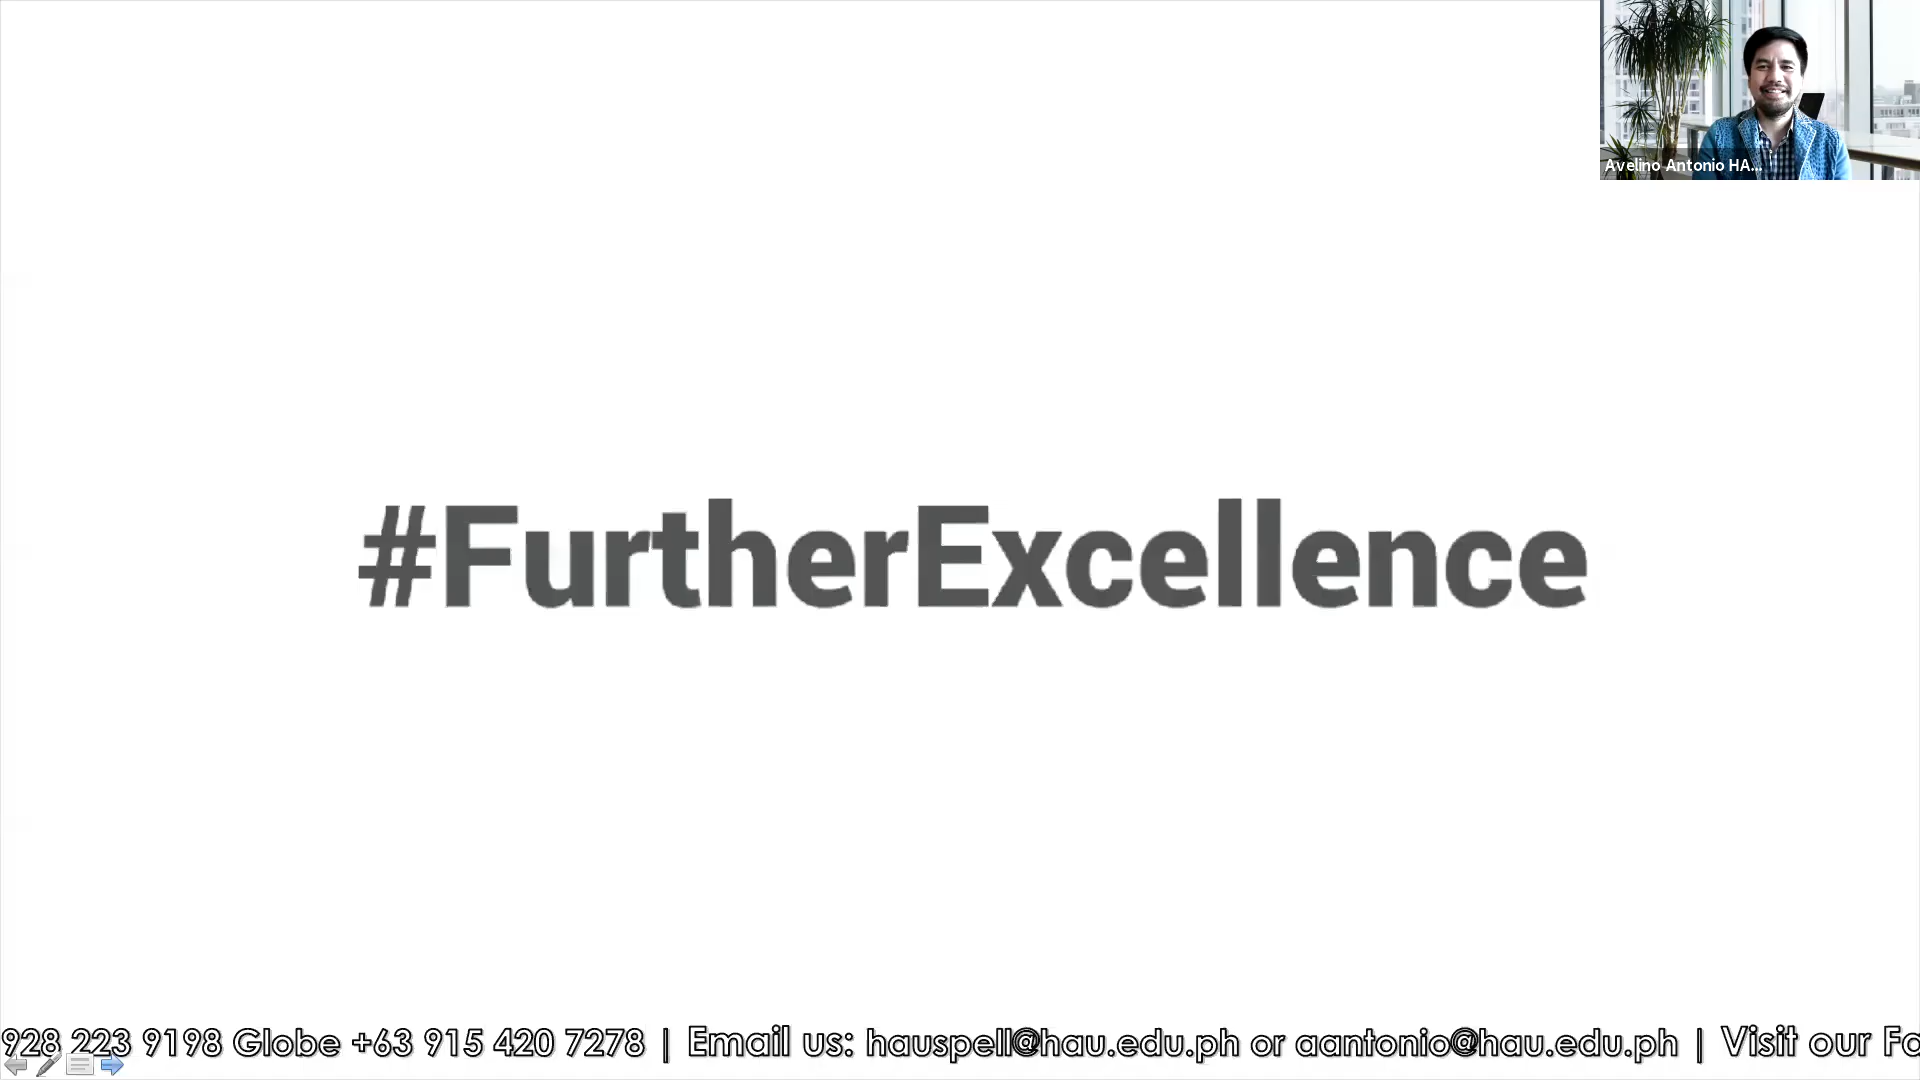 Avelino Antonio HA...
#FurtherExcellence
928 223 9198 Globe +63 915 420 7278 | Email us: hauspell@hau.edu.ph or aantonio@hau.edu.ph | Visit our Fa